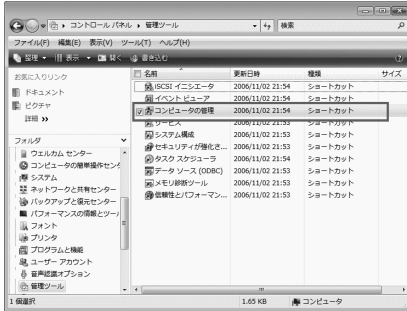 コントロール パネル ▸ 管理ツール
検索
ファイル(F) 編集(E) 表示(V) ツール(T) ヘルプ(H)
整理 表示 開く 書き込む
お気に入りリンク
ドキュメント
ピクチャ
詳細 »
フォルダ
ウェルカム センター
コンピュータの簡単操作センタ
システム
ネットワークと共有センター
バックアップと復元センター
パフォーマンスの情報とツール
フォント
プリンタ
プログラムと機能
ユーザー アカウント
音声認識オプション
管理ツール
名前 更新日時 種類 サイズ
iSCSI イニシエータ 2006/11/02 21:54 ショートカット
イベント ビューア 2006/11/02 21:54 ショートカット
コンピュータの管理 2006/11/02 21:54 ショートカット
サービス 2006/11/02 21:53 ショートカット
システム構成 2006/11/02 21:53 ショートカット
セキュリティが強化さ... 2006/11/02 21:53 ショートカット
タスク スケジューラ 2006/11/02 21:54 ショートカット
データ ソース (ODBC) 2006/11/02 21:53 ショートカット
メモリ診断ツール 2006/11/02 21:53 ショートカット
信頼性とパフォーマン... 2006/11/02 21:53 ショートカット
1 個選択 1.65 KB コンピュータ